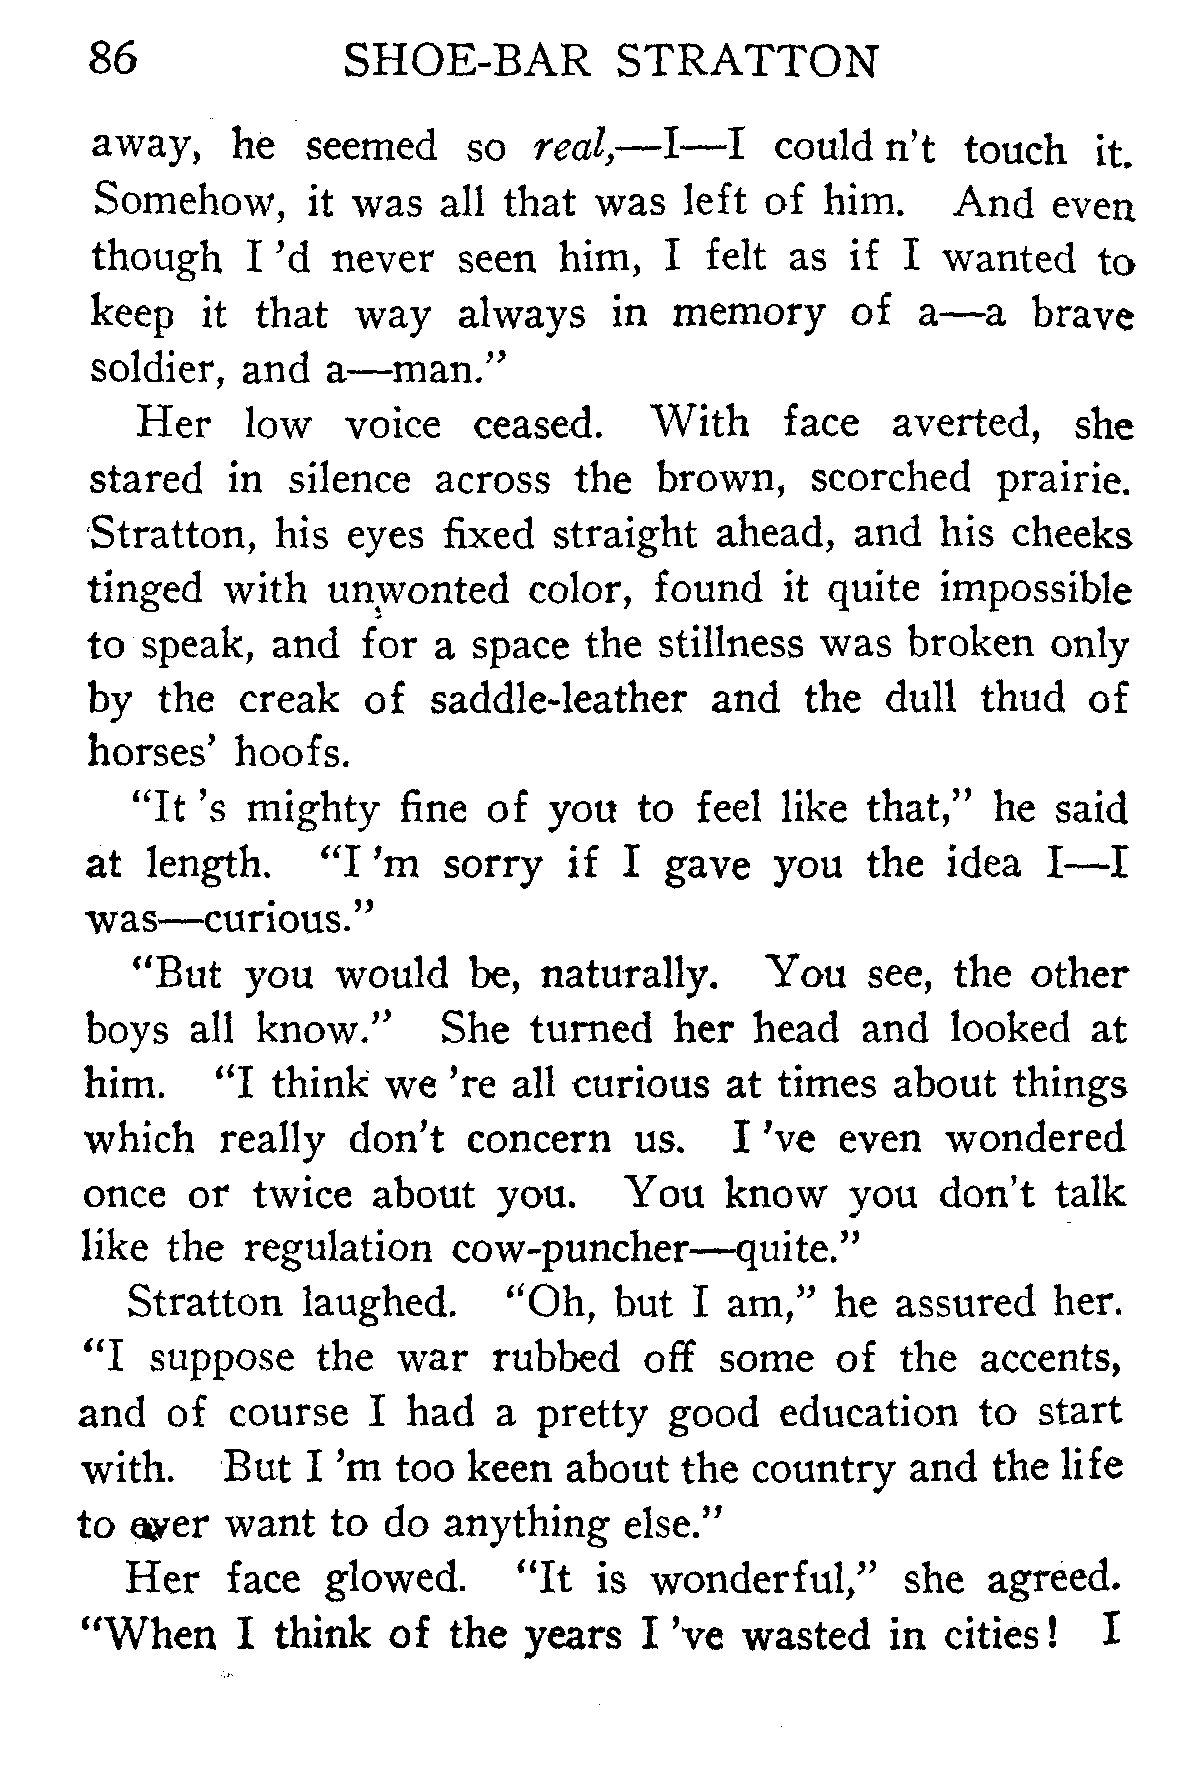 86 SHOE-BAR STRATTON
away, he seemed so real,—I—I could n't touch it.
Somehow, it was all that was left of him. And even
though I 'd never seen him, I felt as if I wanted to
keep it that way always in memory of a—a brave
soldier, and a—man."
Her low voice ceased. With face averted, she
stared in silence across the brown, scorched prairie.
Stratton, his eyes fixed straight ahead, and his cheeks
tinged with unwonted color, found it quite impossible
to speak, and for a space the stillness was broken only
by the creak of saddle-leather and the dull thud of
horses' hoofs.
"It 's mighty fine of you to feel like that," he said
at length. "I 'm sorry if I gave you the idea I—I
was—curious."
"But you would be, naturally. You see, the other
boys all know." She turned her head and looked at
him. "I think we 're all curious at times about things
which really don't concern us. I 've even wondered
once or twice about you. You know you don't talk
like the regulation cow-puncher—quite."
Stratton laughed. "Oh, but I am," he assured her.
"I suppose the war rubbed off some of the accents,
and of course I had a pretty good education to start
with. But I 'm too keen about the country and the life
to ever want to do anything else."
Her face glowed. "It is wonderful," she agreed.
"When I think of the years I 've wasted in cities! I